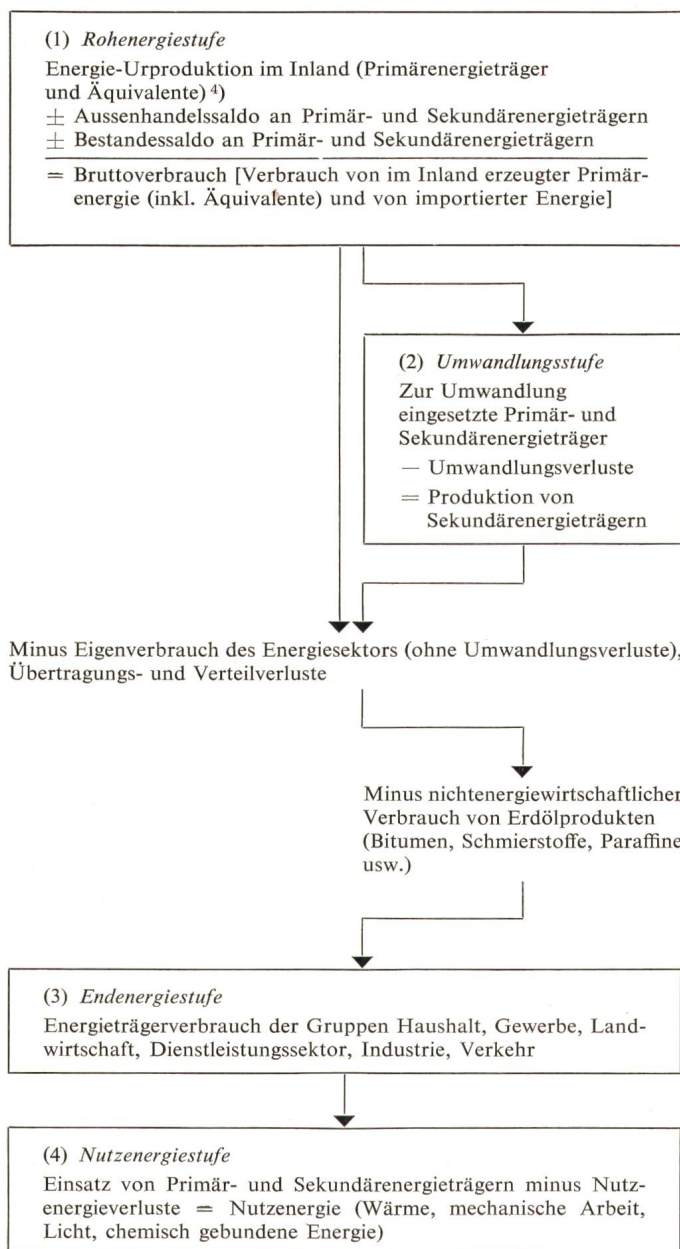 (1) Rohenergiestufe
Energie-Urproduktion im Inland (Primärenergieträger
und Äquivalente) ⁴)
± Aussenhandelssaldo an Primär- und Sekundärenergieträgern
± Bestandessaldo an Primär- und Sekundärenergieträgern
= Bruttoverbrauch [Verbrauch von im Inland erzeugter Primär-
energie (inkl. Äquivalente) und von importierter Energie]
(2) Umwandlungsstufe
Zur Umwandlung
eingesetzte Primär- und
Sekundärenergieträger
— Umwandlungsverluste
= Produktion von
Sekundärenergieträgern
Minus Eigenverbrauch des Energiesektors (ohne Umwandlungsverluste),
Übertragungs- und Verteilverluste
Minus nichtenergiewirtschaftlicher
Verbrauch von Erdölprodukten
(Bitumen, Schmierstoffe, Paraffine
usw.)
(3) Endenergiestufe
Energieträgerverbrauch der Gruppen Haushalt, Gewerbe, Land-
wirtschaft, Dienstleistungssektor, Industrie, Verkehr
(4) Nutzenergiestufe
Einsatz von Primär- und Sekundärenergieträgern minus Nutz-
energieverluste = Nutzenergie (Wärme, mechanische Arbeit,
Licht, chemisch gebundene Energie)